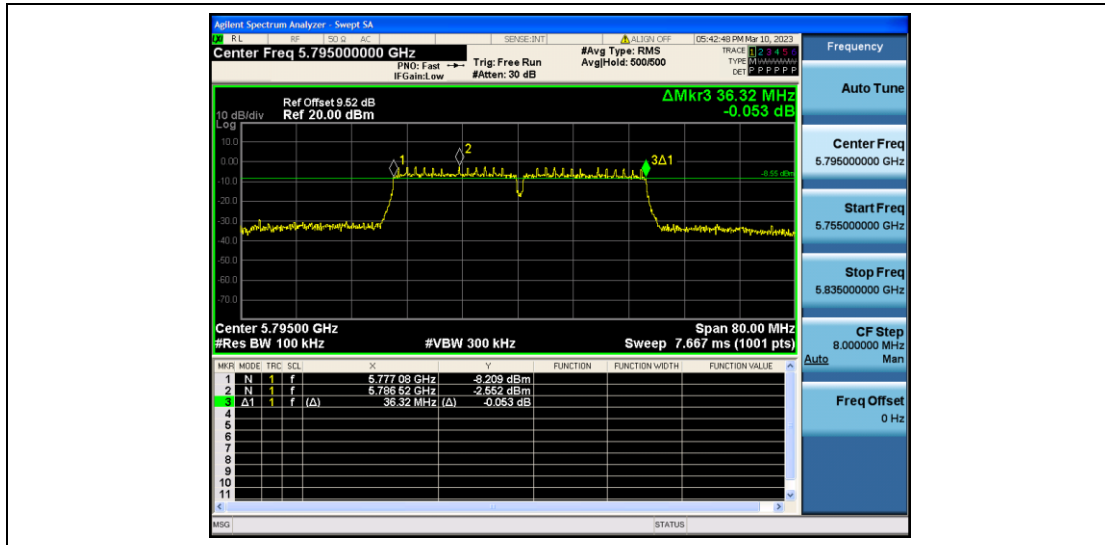 Agilent Spectrum Analyzer - Swept SA
RL RF 50 Ω AC SENSE:INT ALIGN OFF 05:42:48 PM Mar 10, 2023
Center Freq 5.795000000 GHz
PNO: Fast
IFGain:Low
Trig: Free Run
#Atten: 30 dB
#Avg Type: RMS
Avg|Hold: 500/500
TRACE 1 2 3 4 5 6
TYPE M
DET P P P P P P
ΔMkr3 36.32 MHz
-0.053 dB
Ref Offset 9.52 dB
10 dB/div Ref 20.00 dBm
Log
10.0
0.00
-10.0
-20.0
-30.0
-40.0
-50.0
-60.0
-70.0
1
2
3Δ1
-8.55 dBm
Center 5.79500 GHz Span 80.00 MHz
#Res BW 100 kHz #VBW 300 kHz Sweep 7.667 ms (1001 pts)
MKR MODE TRC SCL X Y FUNCTION FUNCTION WIDTH FUNCTION VALUE
1 N 1 f 5.777 08 GHz -8.209 dBm
2 N 1 f 5.786 52 GHz -2.552 dBm
3 Δ1 1 f (Δ) 36.32 MHz (Δ) -0.053 dB
4
5
6
7
8
9
10
11
MSG STATUS
Frequency
Auto Tune
Center Freq
5.795000000 GHz
Start Freq
5.755000000 GHz
Stop Freq
5.835000000 GHz
CF Step
8.000000 MHz
Auto Man
Freq Offset
0 Hz